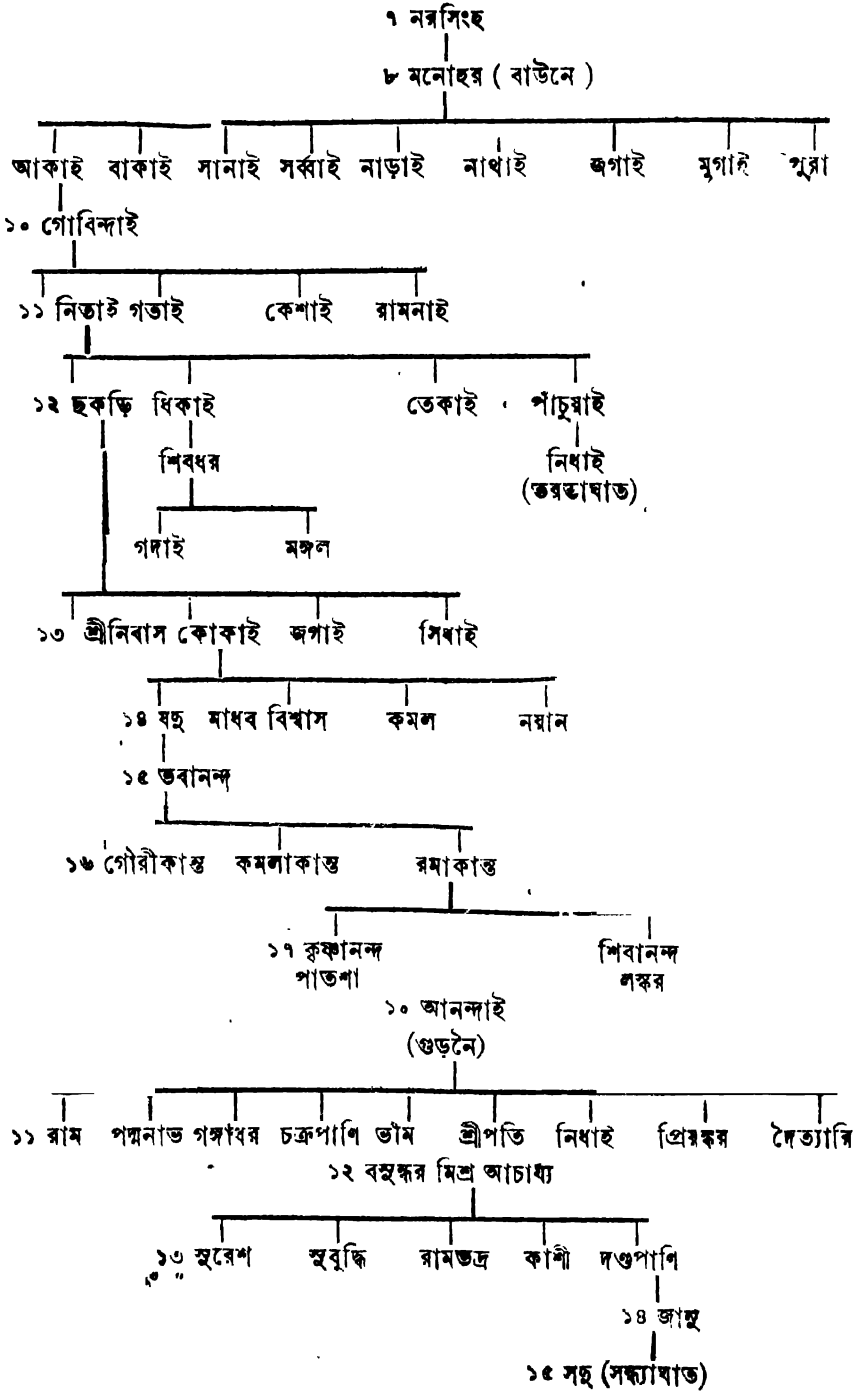 ৭ নরসিংহ
৮ মনোহর ( বাউনে )
আকাই বাকাই সানাই সর্ব্বাই নাড়াই নাথাই জগাই মুগাই পুরা
১০ গোবিন্দাই
১১ নিতাই গতাই কেশাই রামনাই
১২ ছকড়ি ধিকাই তেকাই পাঁচুয়াই
শিবধর নিধাই
(ভরতাঘাত)
গদাই মঙ্গল
১৩ শ্রীনিবাস কোকাই জগাই সিধাই
১৪ যদু মাধব বিশ্বাস কমল নয়ান
১৫ ভবানন্দ
১৬ গৌরীকান্ত কমলাকান্ত রমাকান্ত
১৭ কৃষ্ণানন্দ শিবানন্দ
পাতশা লস্কর
১০ আনন্দাই
(গুড়নৈ)
১১ রাম পদ্মনাভ গঙ্গাধর চক্রপাণি ভীম শ্রীপতি নিধাই প্রিয়ঙ্কর দৈত্যারি
১২ বসুন্ধর মিশ্র আচার্য্য
১৩ সুরেশ সুবুদ্ধি রামভদ্র কাশী দণ্ডপাণি
১৪ জানু
১৫ সদু (সন্ধ্যাঘাত)